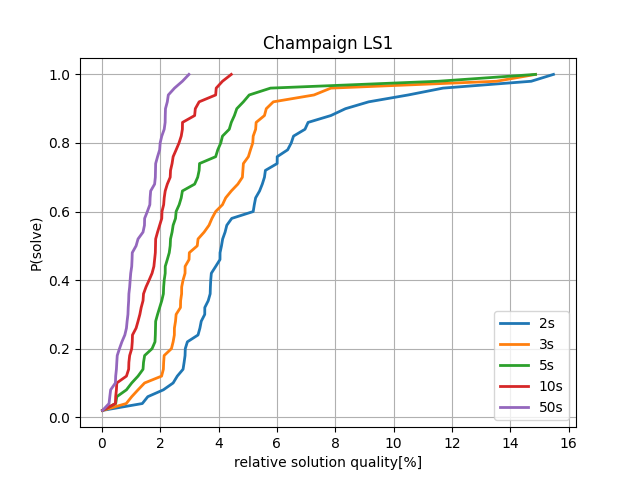 Champaign LS1
P(solve)
1.0
0.8
0.6
0.4
0.2
0.0
2s
3s
5s
10s
50s
0 2 4 6 8 10 12 14 16
relative solution quality[%]